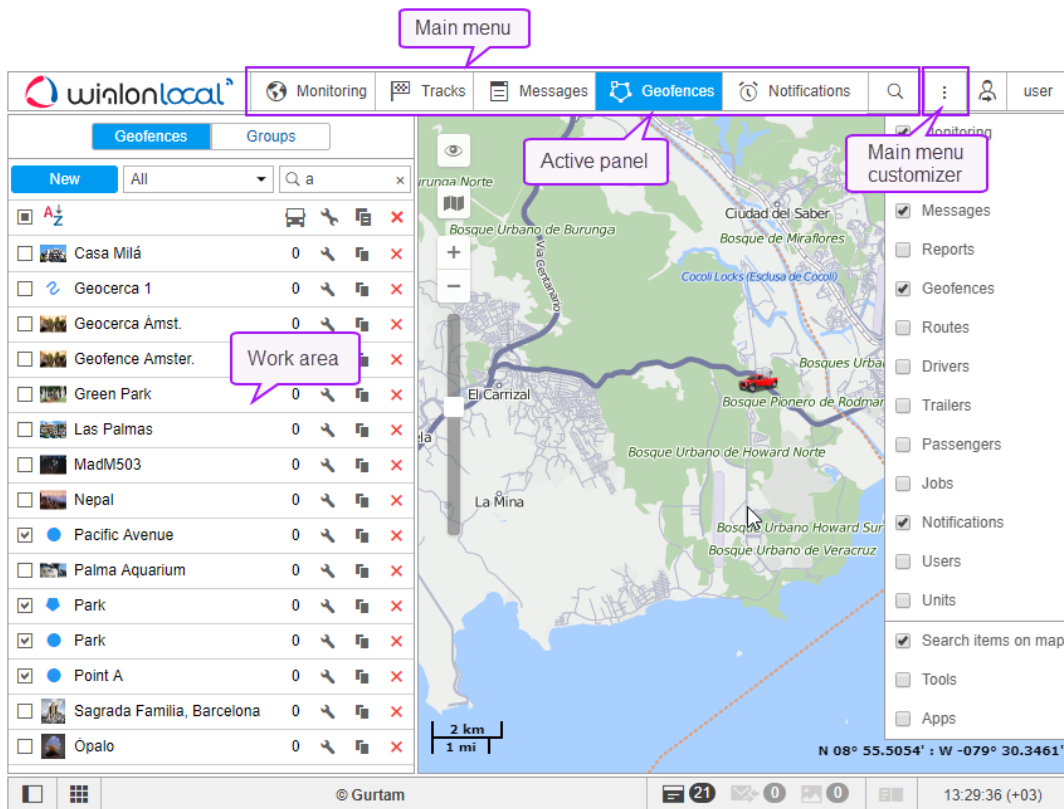 Main menu
wialon local
Monitoring
Tracks
Messages
Geofences
Notifications
user
Geofences
Groups
New
All
a
Casa Milá 0
Geocerca 1 0
Geocerca Ámst. 0
Geofence Amster.
Green Park 0
Las Palmas 0
MadM503 0
Nepal 0
Pacific Avenue 0
Palma Aquarium 0
Park 0
Park 0
Point A 0
Sagrada Familia, Barcelona 0
Ópalo 0
Work area
Active panel
Main menu
customizer
Ciudad del Saber
Bosque Urbano de Burunga
Bosque de Miraflores
Vía Centenario
Cocoli Locks (Esclusa de Cocoli)
Norte
El Carrizal
Bosque Pionero de Rodmar
Bosques Urba
Bosque Urbano de Howard Norte
La Mina
Bosque Urbano Howard Sur
Bosque Urbano de Veracruz
2 km
1 mi
N 08° 55.5054' : W -079° 30.3461'
Monitoring
Messages
Reports
Geofences
Routes
Drivers
Trailers
Passengers
Jobs
Notifications
Users
Units
Search items on map
Tools
Apps
© Gurtam
21
0
0
13:29:36 (+03)